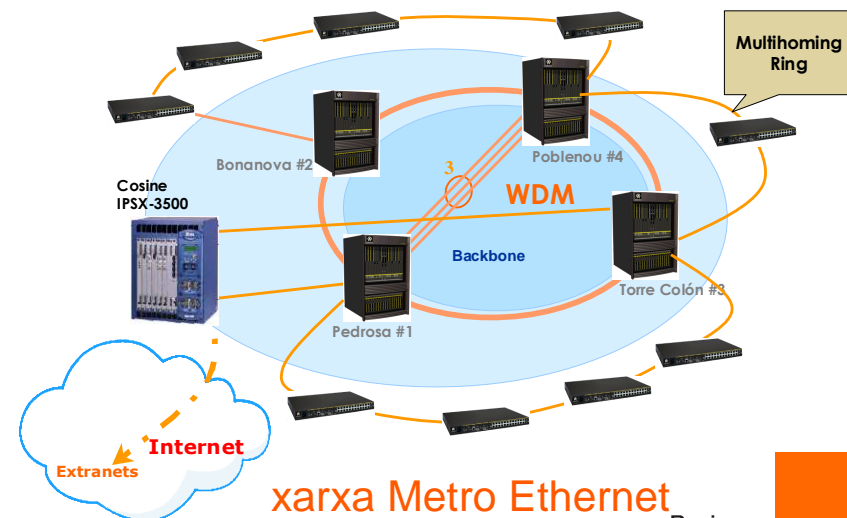 Multihoming
Ring
Poblenou #4
Bonanova #2
3
WDM
Cosine
IPSX-3500
Backbone
Torre Colón #3
Pedrosa #1
Internet
Extranets
xarxa Metro Ethernet